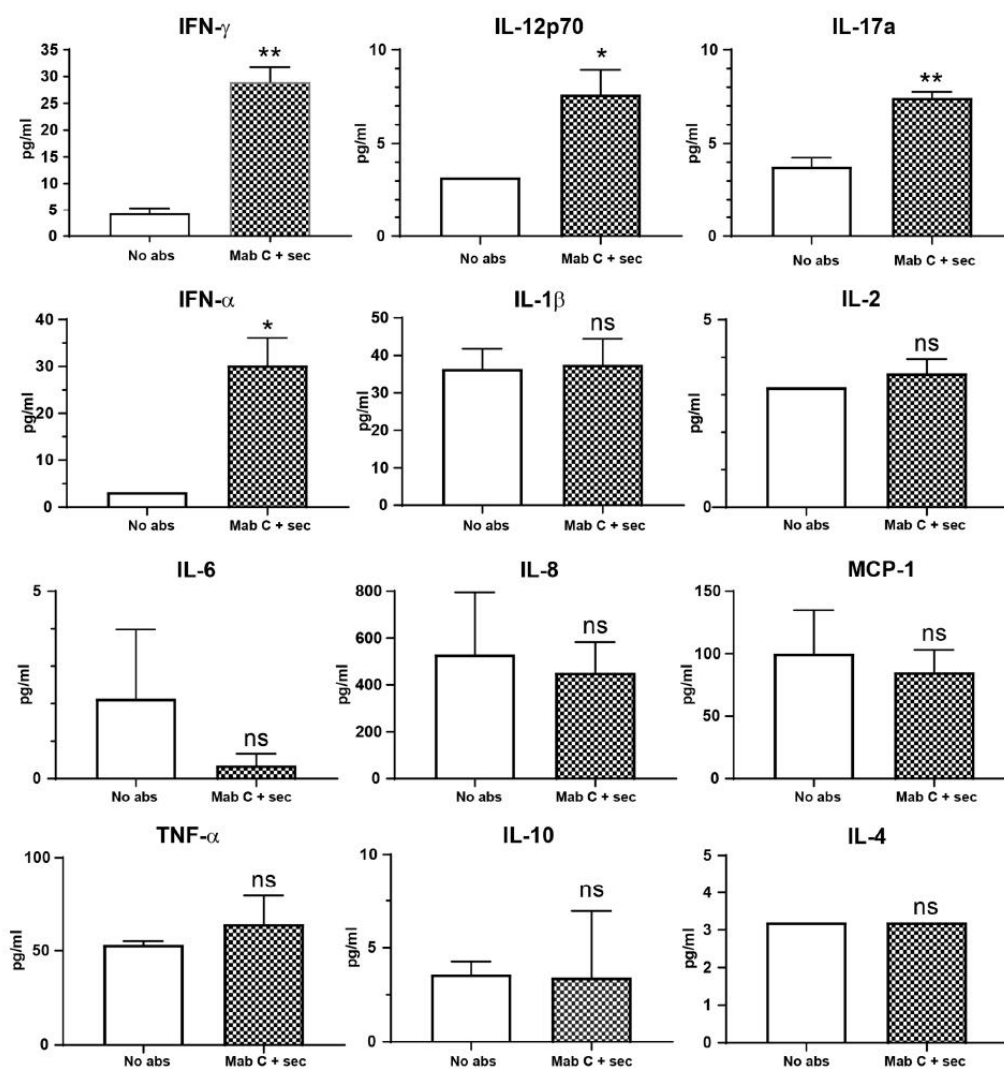 IFN-γ
IL-12p70
IL-17a
35
30
25
20
15
10
5
0
pg/ml
**
No abs
Mab C + sec
10
5
0
pg/ml
*
No abs
Mab C + sec
10
5
0
pg/ml
**
No abs
Mab C + sec
IFN-α
IL-1β
IL-2
40
30
20
10
0
pg/ml
*
No abs
Mab C + sec
50
40
30
20
10
0
pg/ml
ns
No abs
Mab C + sec
5
0
pg/ml
ns
No abs
Mab C + sec
IL-6
IL-8
MCP-1
5
0
pg/ml
ns
No abs
Mab C + sec
800
600
400
200
0
pg/ml
ns
No abs
Mab C + sec
150
100
50
0
pg/ml
ns
No abs
Mab C + sec
TNF-α
IL-10
IL-4
100
50
0
pg/ml
ns
No abs
Mab C + sec
10
5
0
pg/ml
ns
No abs
Mab C + sec
5
4
3
2
1
0
pg/ml
ns
No abs
Mab C + sec